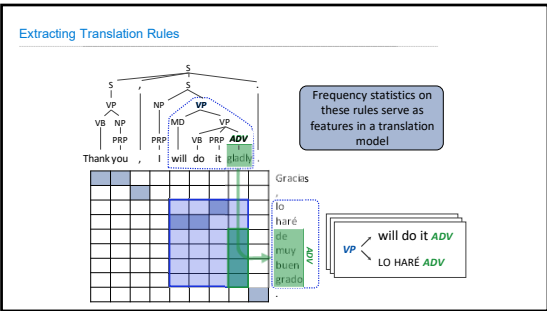 Extracting Translation Rules
S
S , S .
VP NP VP
VB NP MD VP
PRP PRP VB PRP ADV
Thank you , I will do it gladly .
Frequency statistics on
these rules serve as
features in a translation
model
Gracias
,
lo
haré
de
muy
buen
grado
.
ADV
VP
will do it ADV
LO HARÉ ADV